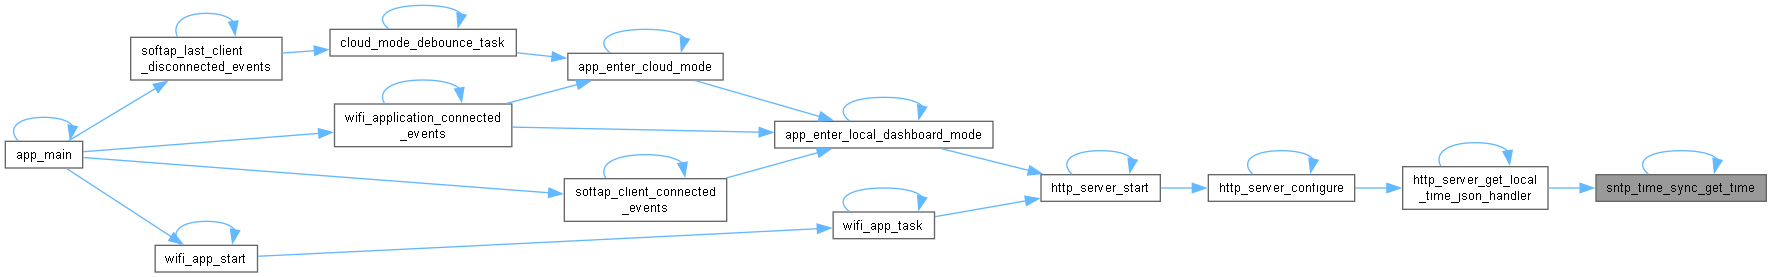 softap_last_client
_disconnected_events
cloud_mode_debounce_task
app_enter_cloud_mode
wifi_application_connected
_events
app_enter_local_dashboard_mode
app_main
softap_client_connected
_events
http_server_start
http_server_configure
http_server_get_local
_time_json_handler
sntp_time_sync_get_time
wifi_app_task
wifi_app_start